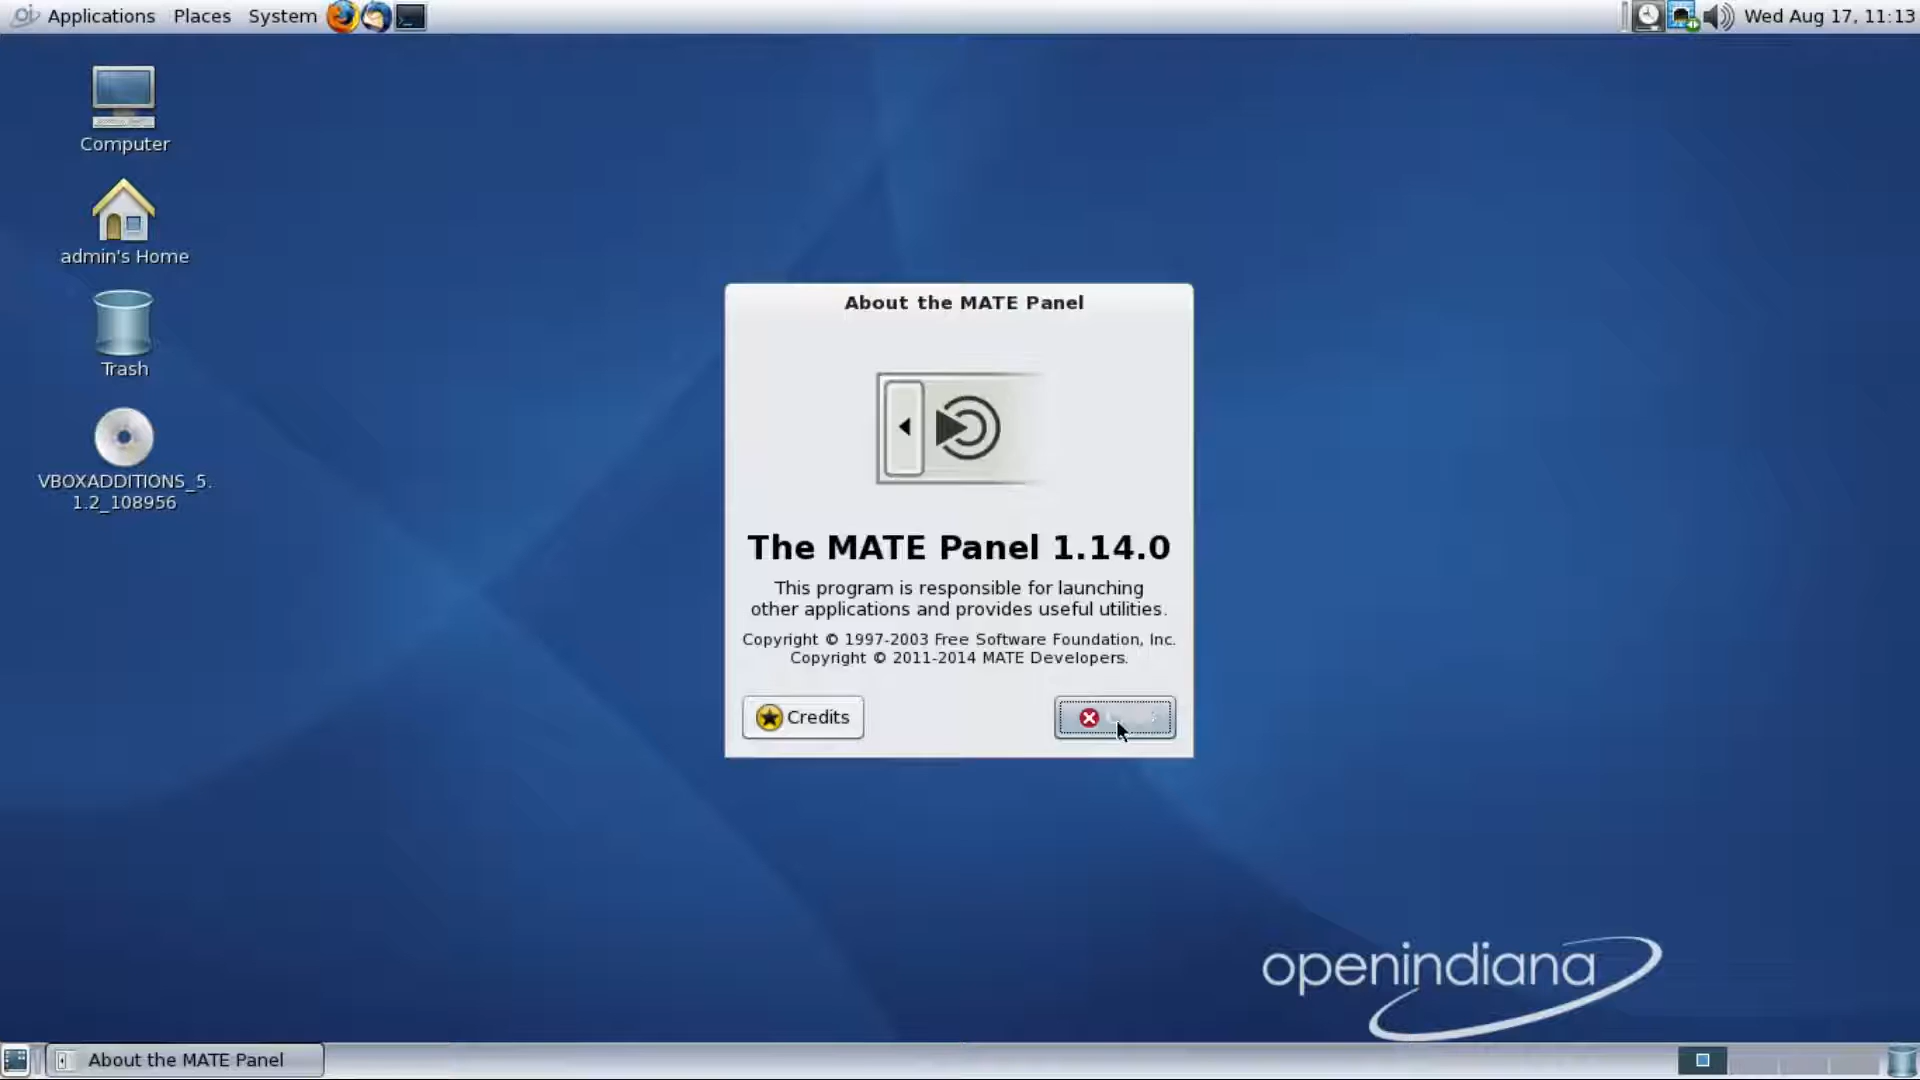 Applications Places System
Wed Aug 17, 11:13
Computer
admin's Home
Trash
VBOXADDITIONS_5.
1.2_108956
About the MATE Panel
The MATE Panel 1.14.0
This program is responsible for launching
other applications and provides useful utilities.
Copyright © 1997-2003 Free Software Foundation, Inc.
Copyright © 2011-2014 MATE Developers.
Credits
openindiana
About the MATE Panel